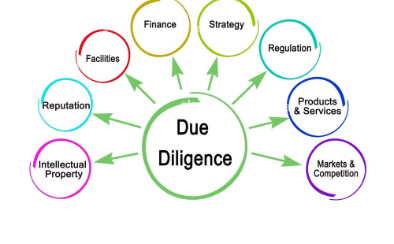 Finance
Strategy
Facilities
Regulation
Reputation
Products
& Services
Due
Diligence
Intellectual
Property
Markets &
Competition